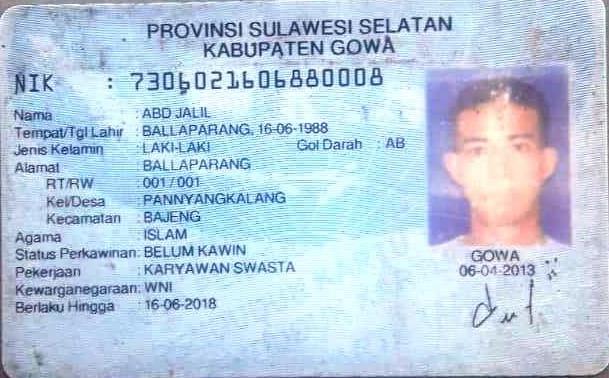 PROVINSI SULAWESI SELATAN
KABUPATEN GOWA
NIK : 7306021606880008
Nama : ABD JALIL
Tempat/Tgl Lahir : BALLAPARANG, 16-06-1988
Jenis Kelamin : LAKI-LAKI Gol Darah : AB
Alamat : BALLAPARANG
RT/RW : 001 / 001
Kel/Desa : PANNYANGKALANG
Kecamatan : BAJENG
Agama : ISLAM
Status Perkawinan: BELUM KAWIN
Pekerjaan : KARYAWAN SWASTA
Kewarganegaraan: WNI
Berlaku Hingga : 16-06-2018
GOWA
06-04-2013